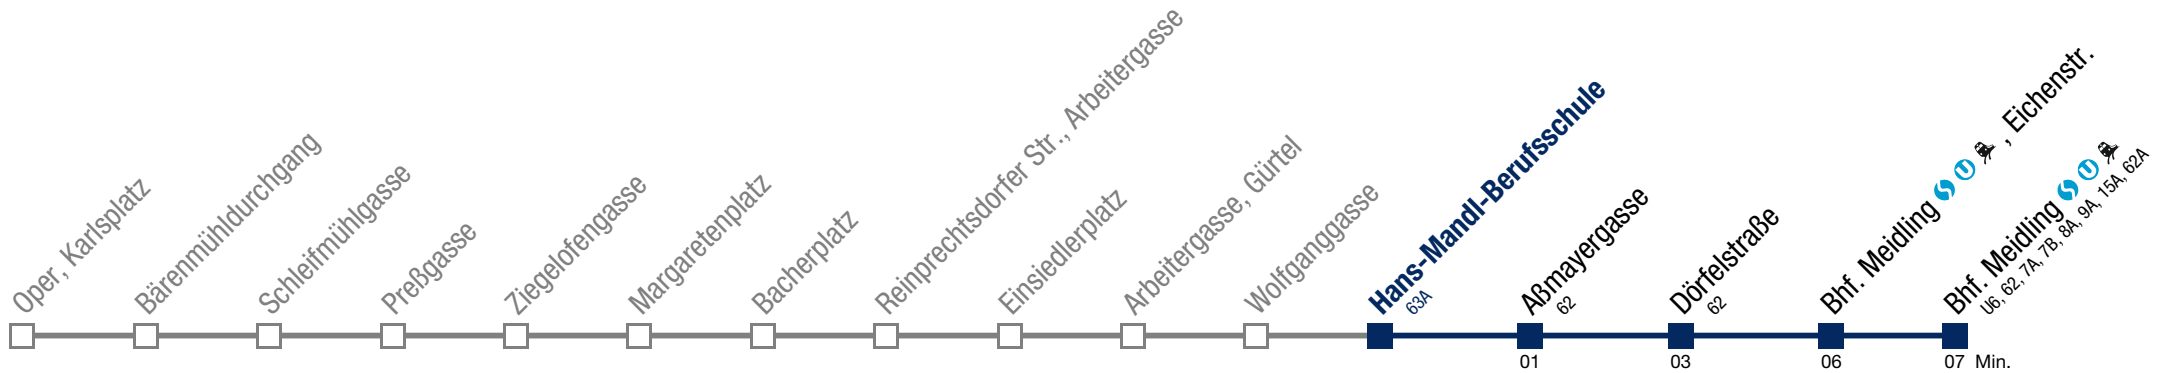 Oper, Karlsplatz
Bärenmühldurchgang
Schleifmühlgasse
Preßgasse
Ziegelofengasse
Margaretenplatz
Bacherplatz
Reinprechtsdorfer Str., Arbeitergasse
Einsiedlerplatz
Arbeitergasse, Gürtel
Wolfganggasse
Hans-Mandl-Berufsschule
63A
Aßmayergasse
62
Dörfelstraße
62
Bhf. Meidling S U , Eichenstr.
Bhf. Meidling S U
U6, 62, 7A, 7B, 8A, 9A, 15A, 62A
01 03 06 07 Min.